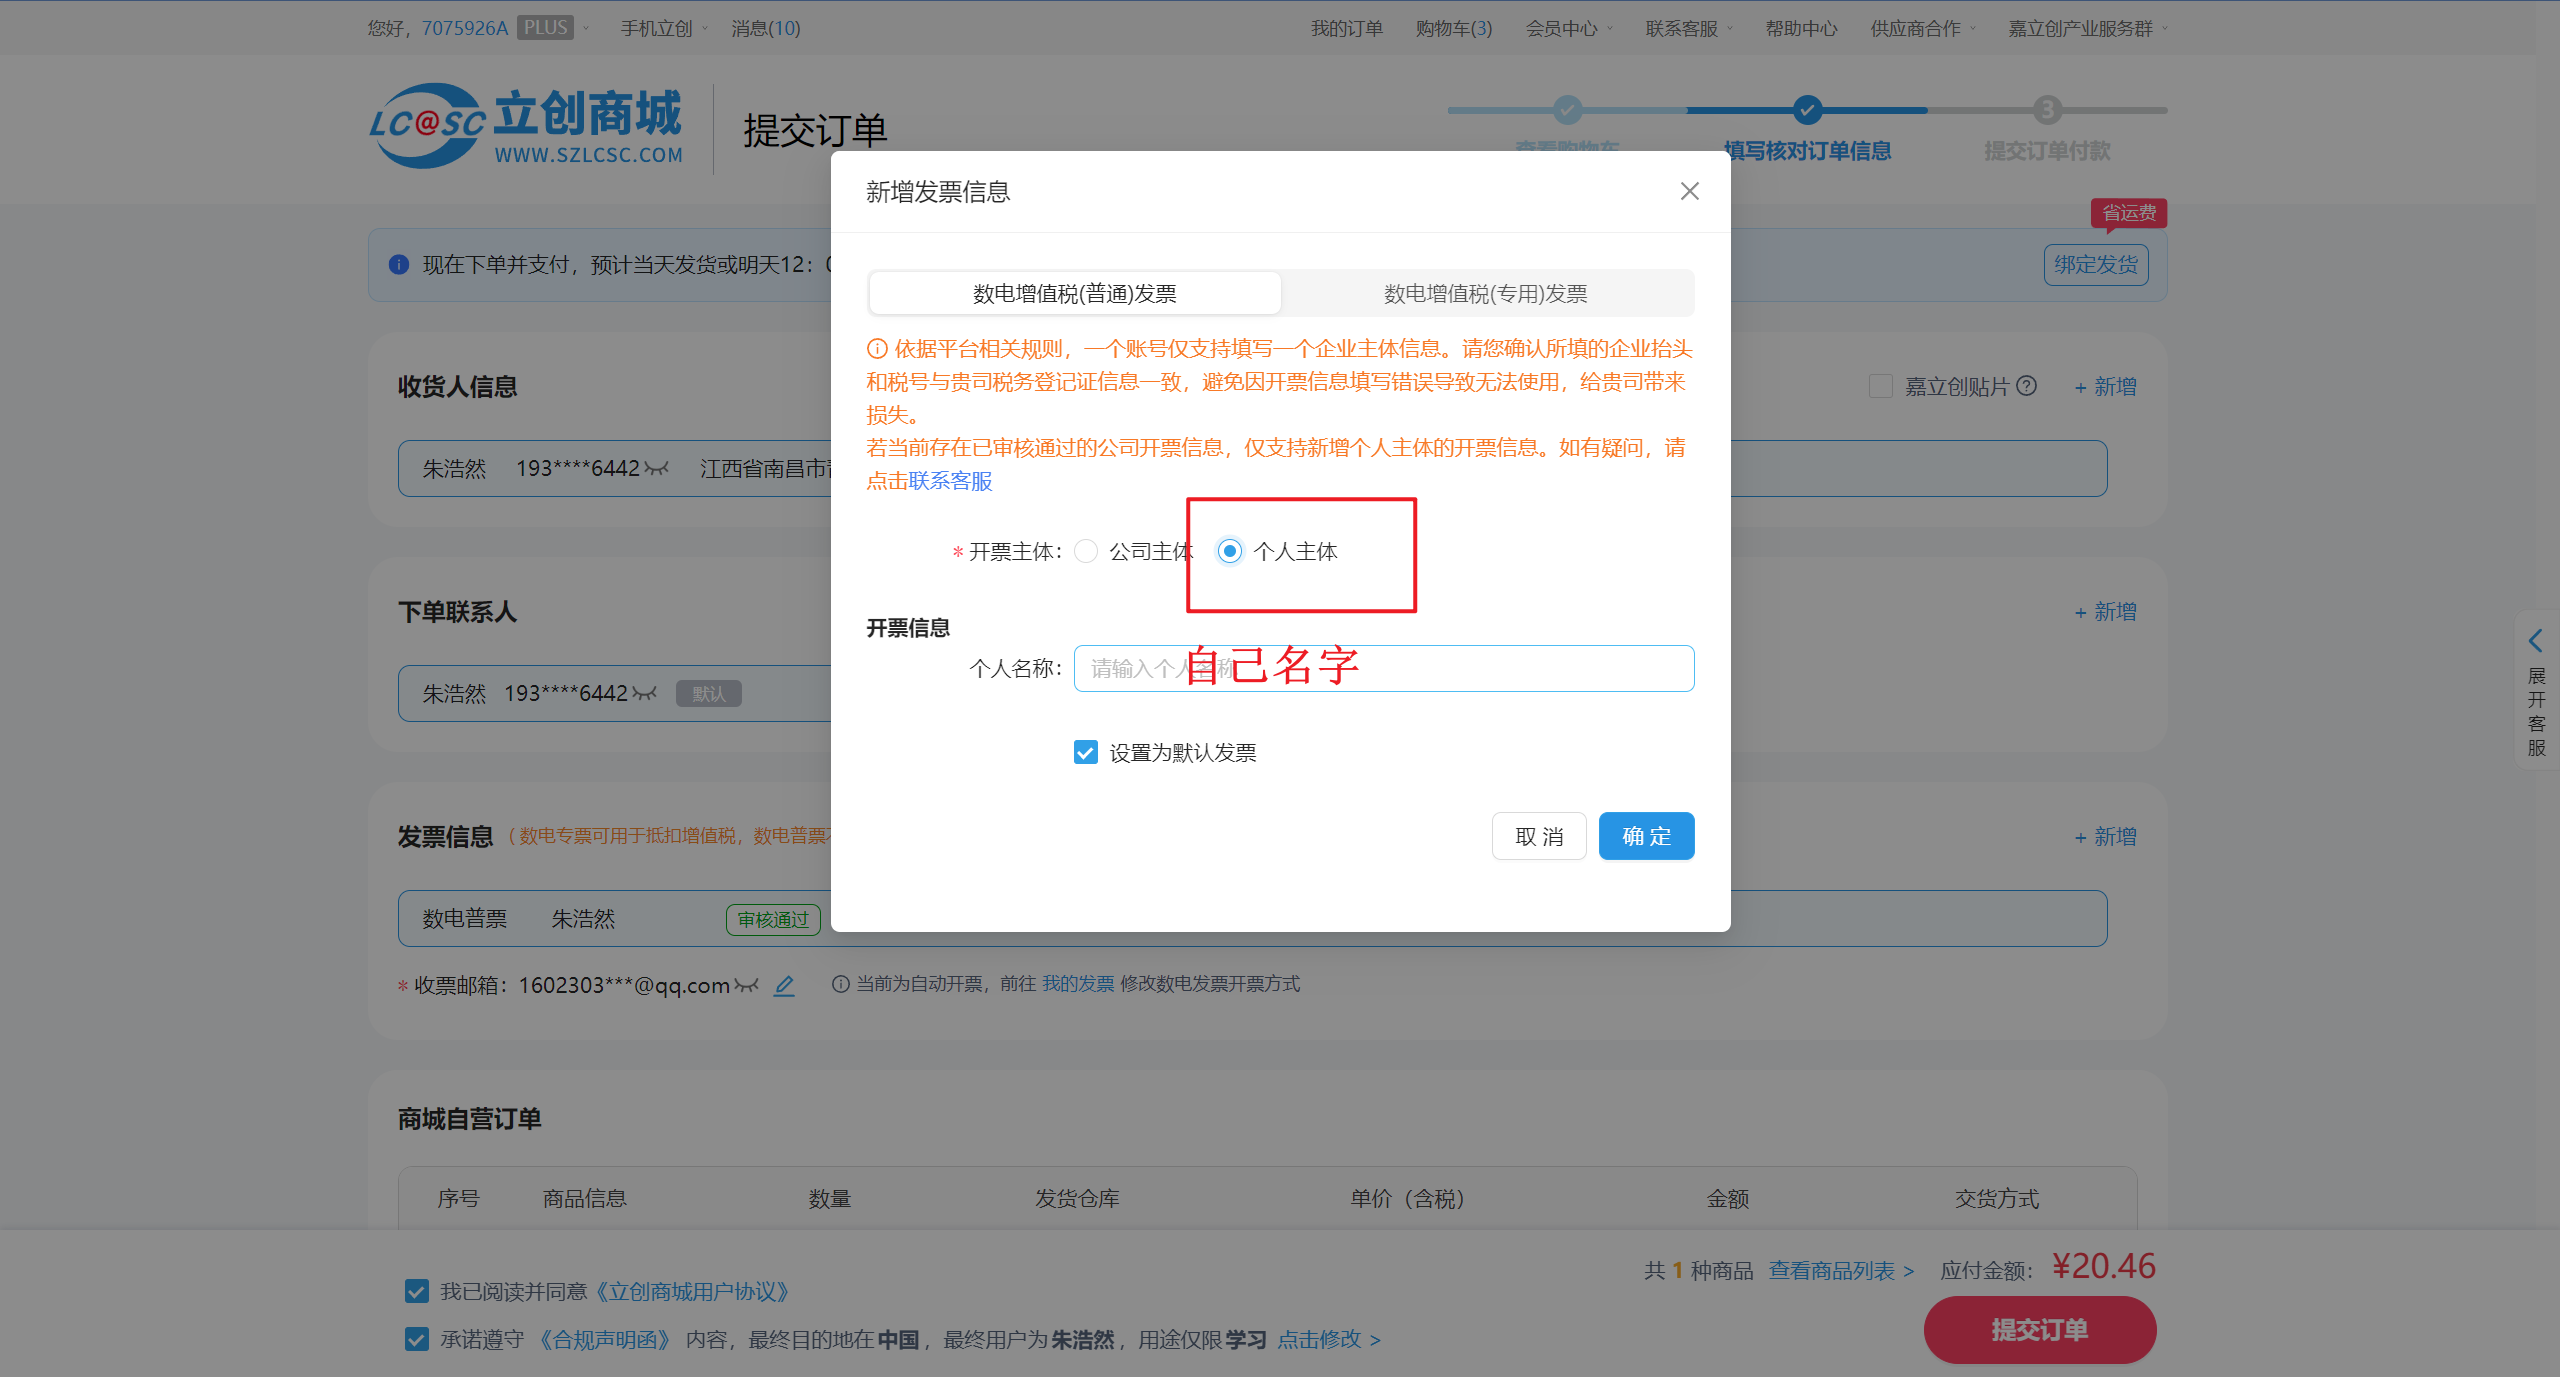 您好，7075926A PLUS 手机立创 消息(10) 我的订单 购物车(3) 会员中心 联系客服 帮助中心 供应商合作 嘉立创产业服务群
LC@SC 立创商城
WWW.SZLCSC.COM
提交订单
3
查看购物车 填写核对订单信息 提交订单付款
新增发票信息
省运费
现在下单并支付，预计当天发货或明天12：
绑定发货
数电增值税(普通)发票 数电增值税(专用)发票
依据平台相关规则，一个账号仅支持填写一个企业主体信息。请您确认所填的企业抬头
和税号与贵司税务登记证信息一致，避免因开票信息填写错误导致无法使用，给贵司带来
损失。
若当前存在已审核通过的公司开票信息，仅支持新增个人主体的开票信息。如有疑问，请
点击联系客服
收货人信息
嘉立创贴片 + 新增
朱浩然 193****6442 江西省南昌市
* 开票主体： 公司主体 个人主体
下单联系人
+ 新增
开票信息
个人名称： 请输入个人名称
自己名字
朱浩然 193****6442 默认
设置为默认发票
取 消 确 定
发票信息 （ 数电专票可用于抵扣增值税，数电普票
+ 新增
数电普票 朱浩然 审核通过
* 收票邮箱：1602303***@qq.com 当前为自动开票，前往 我的发票 修改数电发票开票方式
展
开
客
服
商城自营订单
序号 商品信息 数量 发货仓库 单价（含税） 金额 交货方式
共 1 种商品 查看商品列表 > 应付金额： ¥20.46
我已阅读并同意《立创商城用户协议》
承诺遵守 《合规声明函》 内容，最终目的地在 中国 ，最终用户为 朱浩然 ，用途仅限 学习 点击修改 >
提交订单